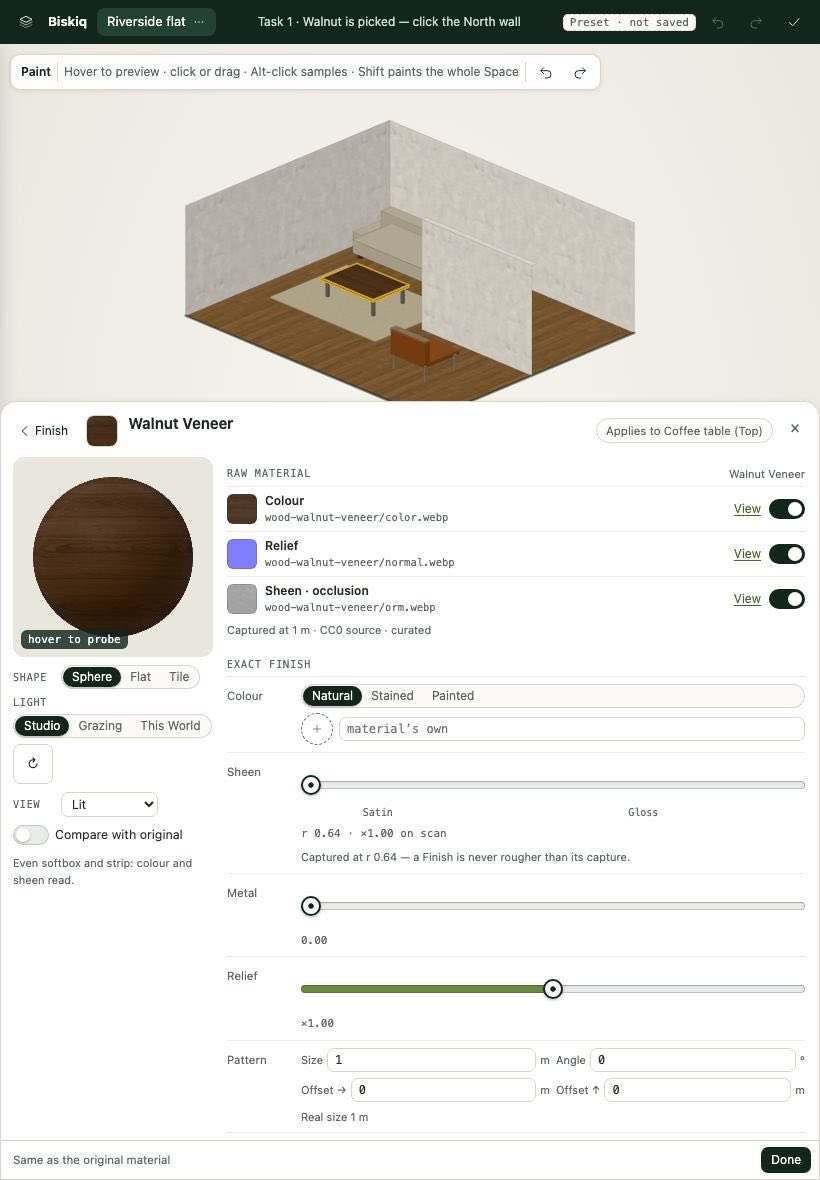 Biskiq Riverside flat ··· Task 1 · Walnut is picked — click the North wall Preset · not saved
Paint Hover to preview · click or drag · Alt-click samples · Shift paints the whole Space
Finish Walnut Veneer Applies to Coffee table (Top)
hover to probe
SHAPE Sphere Flat Tile
LIGHT
Studio Grazing This World
VIEW Lit
Compare with original
Even softbox and strip: colour and
sheen read.
RAW MATERIAL Walnut Veneer
Colour
wood-walnut-veneer/color.webp
View
Relief
wood-walnut-veneer/normal.webp
View
Sheen · occlusion
wood-walnut-veneer/orm.webp
View
Captured at 1 m · CC0 source · curated
EXACT FINISH
Colour Natural Stained Painted
+ material’s own
Sheen
Satin Gloss
r 0.64 · ×1.00 on scan
Captured at r 0.64 — a Finish is never rougher than its capture.
Metal
0.00
Relief
×1.00
Pattern Size 1 m Angle 0 °
Offset → 0 m Offset ↑ 0 m
Real size 1 m
Same as the original material Done